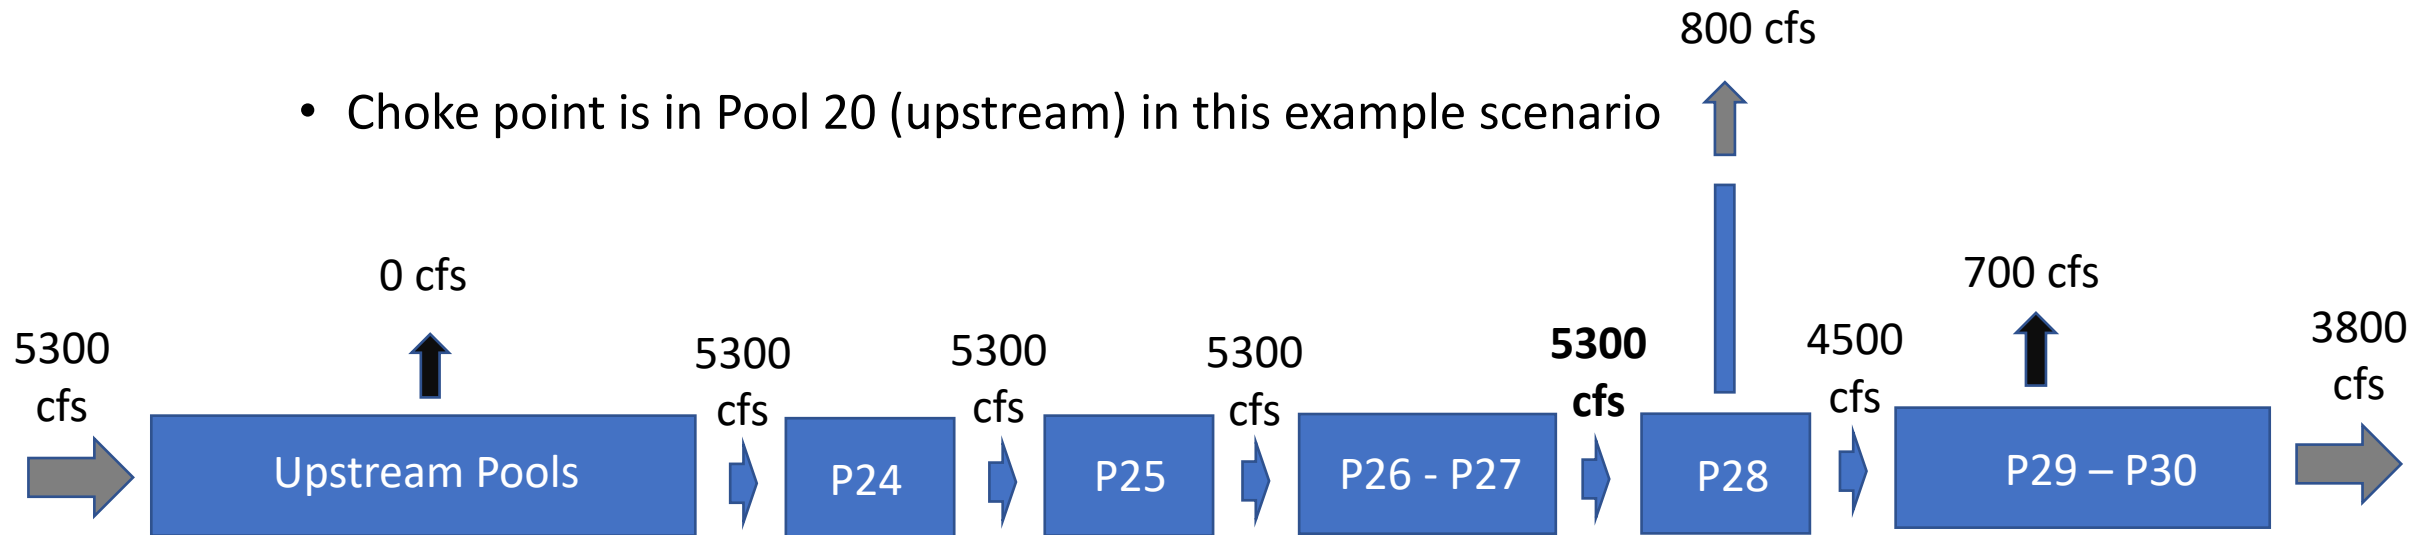 800 cfs
• Choke point is in Pool 20 (upstream) in this example scenario
0 cfs
700 cfs
5300
cfs
5300
cfs
5300
cfs
5300
cfs
5300
cfs
4500
cfs
3800
cfs
Upstream Pools
P24
P25
P26 - P27
P28
P29 – P30